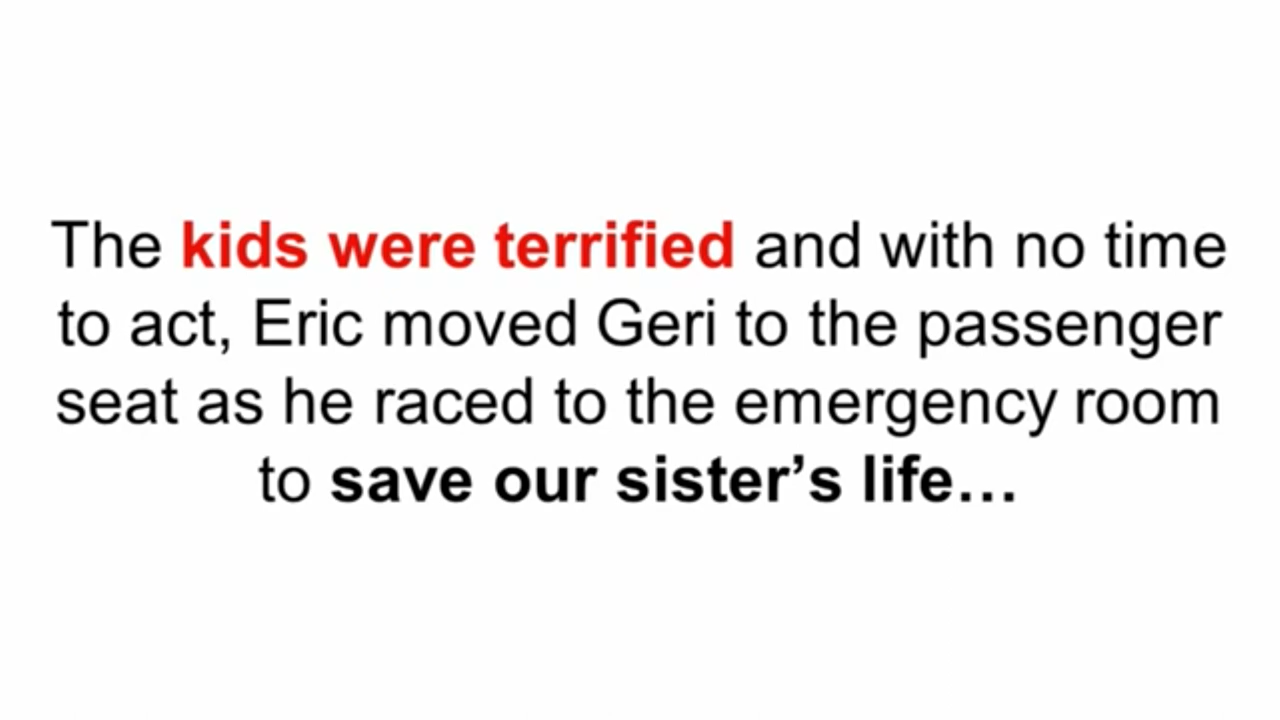 The kids were terrified and with no time
to act, Eric moved Geri to the passenger
seat as he raced to the emergency room
to save our sister’s life…